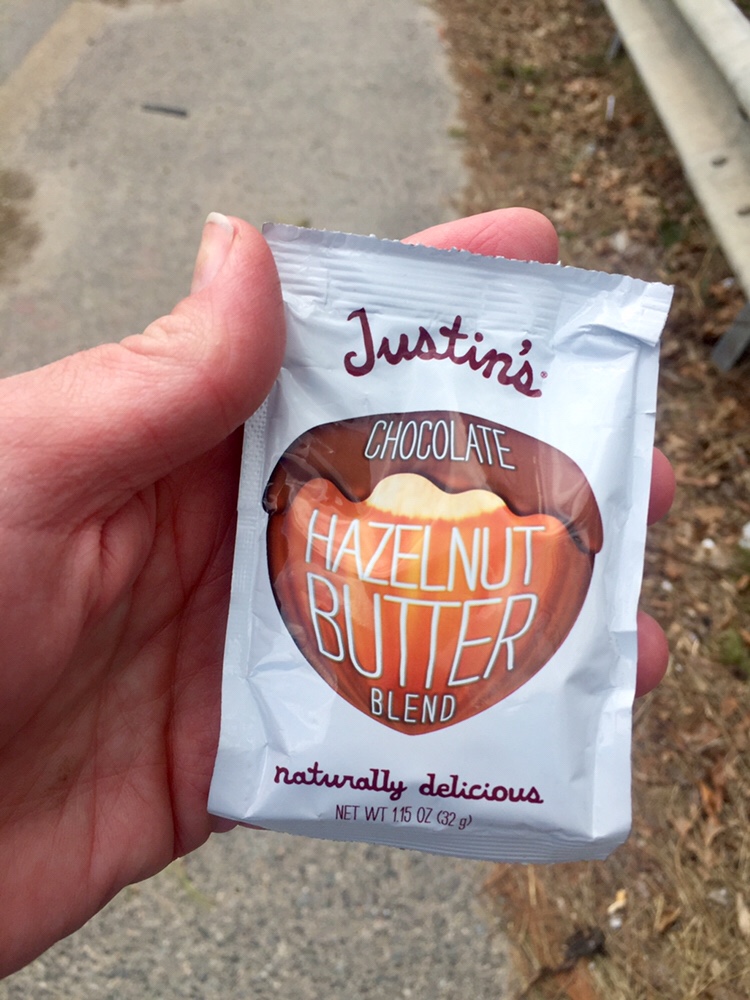 Justin's®
CHOCOLATE
HAZELNUT
BUTTER
BLEND
naturally delicious
NET WT 1.15 OZ (32 g)